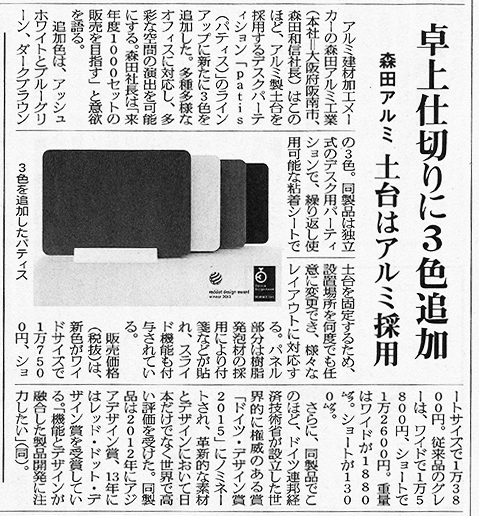 卓上仕切りに3色追加
森田アルミ 土台はアルミ採用
アルミ建材加工メー
カーの森田アルミ工業
(本社=大阪府阪南市、
森田和信社長)はこの
ほど、アルミ製土台を
採用するデスクパーテ
ィション「patis
(パティス)」のライン
アップに新たに3色を
追加した。多種多様な
オフィスに対応し、多
彩な空間の演出を可能
にする。森田社長は「来
年度1000セットの
販売を目指す」と意欲
を語る。
追加色は、アッシュ
ホワイトとブルーグリ
ーン、ダークブラウン
の3色。同製品は独立
式のデスク用パーティ
ションで、繰り返し使
用可能な粘着シートで
3色を追加したパティス
reddot design award
winner 2013
土台を固定するため、
設置場所を何度でも任
意に変更でき、様々な
レイアウトに対応す
る。パネル
部分は樹脂
発泡材の採
用により付
箋などが貼
れ、スライ
ド機能も付
与されてい
る。
販売価格
(税抜)は、
新色がワイ
ドサイズで
1万750
0円、ショ
ートサイズで1万38
00円。従来品のグレ
ーは、ワイドで1万5
800円、ショートで
1万2600円。重量
はワイドが1880
㌘、ショートが130
0㌘。
さらに、同製品でこ
のほど、ドイツ連邦経
済技術省が設立した世
界的に権威のある賞
「ドイツ・デザイン賞
2015」にノミネー
トされ、革新的な素材
とデザインにおいて日
本だけでなく世界で高
い評価を受けた。同製
品は2012年にアジ
アデザイン賞、13年に
はレッド・ドット・デ
ザイン賞を受賞してい
る。「機能とデザインが
融合した製品開発に注
力したい」(同)。